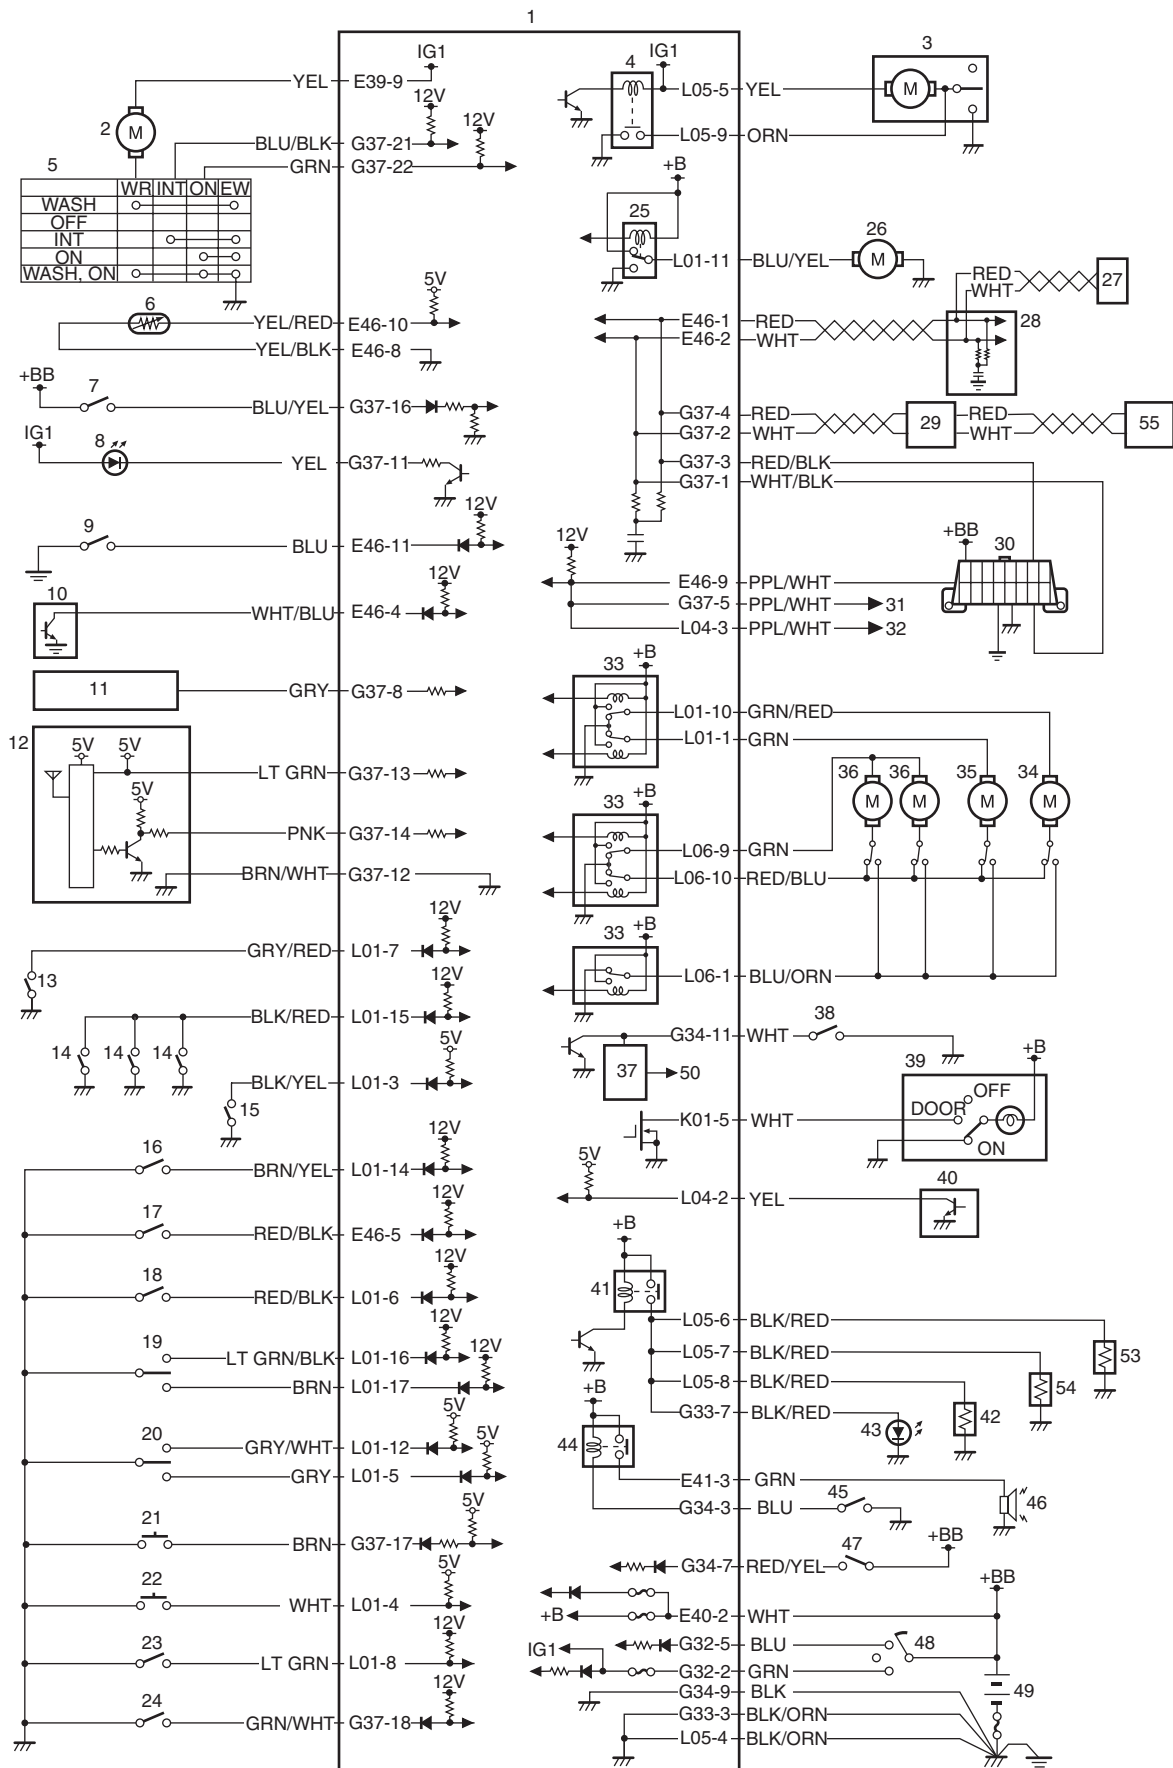 1
IG1
YEL E39-9
12V
12V
2
M
BLU/BLK G37-21
GRN G37-22
5
WR INT ON EW
WASH
OFF
INT
ON
WASH, ON
5V
6
YEL/RED E46-10
YEL/BLK E46-8
+BB
7
BLU/YEL G37-16
IG1
8
YEL G37-11
12V
9
BLU E46-11
12V
10
WHT/BLU E46-4
11
GRY G37-8
12
5V 5V
LT GRN G37-13
5V
PNK G37-14
BRN/WHT G37-12
12V
GRY/RED L01-7
13
12V
BLK/RED L01-15
14 14 14
5V
BLK/YEL L01-3
15
12V
16
BRN/YEL L01-14
12V
17
RED/BLK E46-5
12V
18
RED/BLK L01-6
12V
19
LT GRN/BLK L01-16
12V
BRN L01-17
5V
20
GRY/WHT L01-12
5V
GRY L01-5
5V
21
BRN G37-17
5V
22
WHT L01-4
12V
23
LT GRN L01-8
12V
24
GRN/WHT G37-18
4
IG1
3
L05-5 YEL
M
L05-9 ORN
+B
25
26
L01-11 BLU/YEL
M
RED
WHT
27
E46-1 RED
E46-2 WHT
28
G37-4 RED
G37-2 WHT
29
RED
WHT
55
G37-3 RED/BLK
G37-1 WHT/BLK
12V
+BB
30
E46-9 PPL/WHT
G37-5 PPL/WHT 31
L04-3 PPL/WHT 32
33
+B
L01-10 GRN/RED
L01-1 GRN
36 36 35 34
M M M M
33
+B
L06-9 GRN
L06-10 RED/BLU
33
+B
L06-1 BLU/ORN
G34-11 WHT
38
37
50
39
+B
OFF
DOOR
ON
K01-5 WHT
5V
L04-2 YEL
40
+B
41
L05-6 BLK/RED
53
L05-7 BLK/RED
54
L05-8 BLK/RED
42
G33-7 BLK/RED
43
+B
44
E41-3 GRN
46
G34-3 BLU
45
G34-7 RED/YEL
47
+BB
+BB
+B
E40-2 WHT
G32-5 BLU
48
IG1
G32-2 GRN
G34-9 BLK
49
G33-3 BLK/ORN
L05-4 BLK/ORN